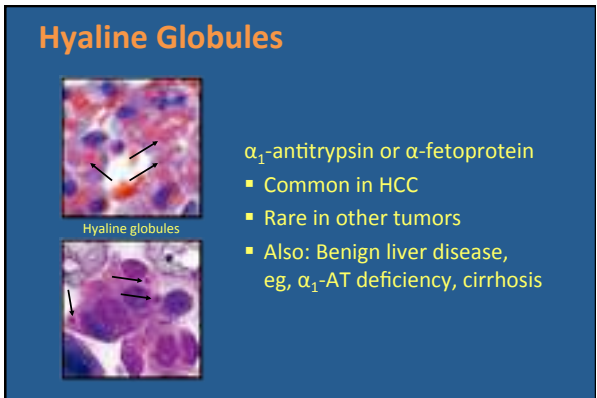 Hyaline Globules
Hyaline globules
α₁-antitrypsin or α-fetoprotein
▪ Common in HCC
▪ Rare in other tumors
▪ Also: Benign liver disease,
eg, α₁-AT deficiency, cirrhosis